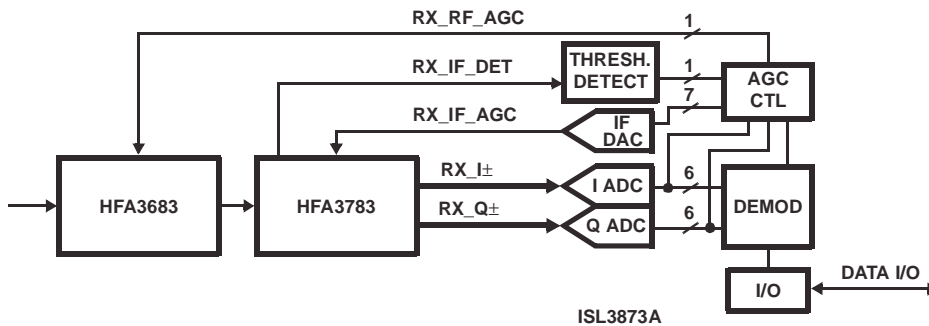 RX_RF_AGC
1
RX_IF_DET
THRESH.
DETECT
1
AGC
CTL
7
RX_IF_AGC
IF
DAC
HFA3683
HFA3783
RX_I±
I ADC
6
DEMOD
RX_Q±
Q ADC
6
I/O
DATA I/O
ISL3873A